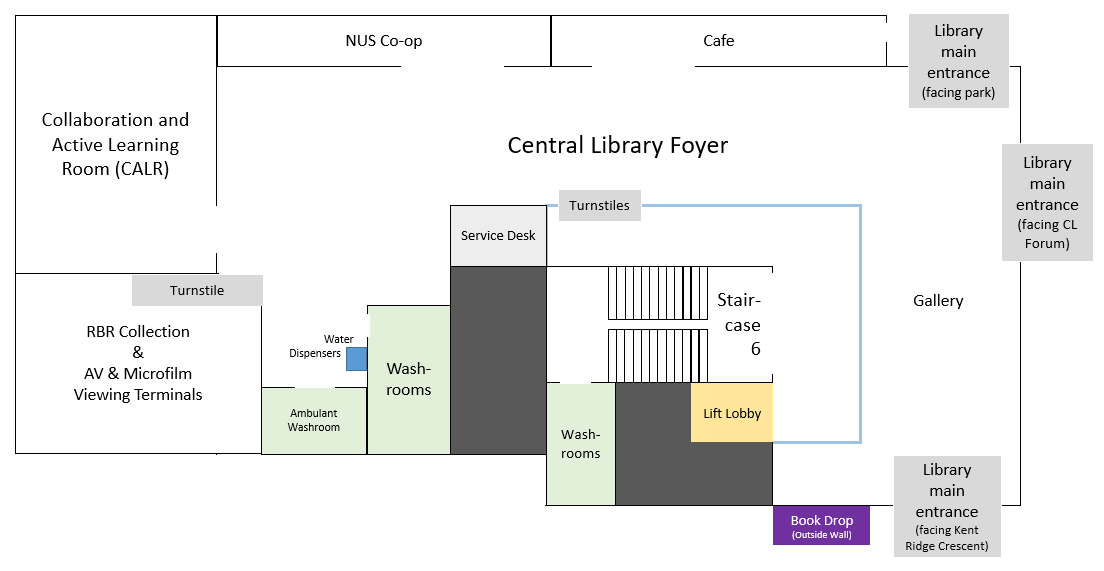 NUS Co-op
Cafe
Library
main
entrance
(facing park)
Collaboration and
Active Learning
Room (CALR)
Central Library Foyer
Library
main
entrance
(facing CL
Forum)
Turnstiles
Service Desk
Turnstile
Stair-
case
6
Gallery
RBR Collection
&
AV & Microfilm
Viewing Terminals
Water
Dispensers
Wash-
rooms
Ambulant
Washroom
Lift Lobby
Wash-
rooms
Library
main
entrance
(facing Kent
Ridge Crescent)
Book Drop
(Outside Wall)